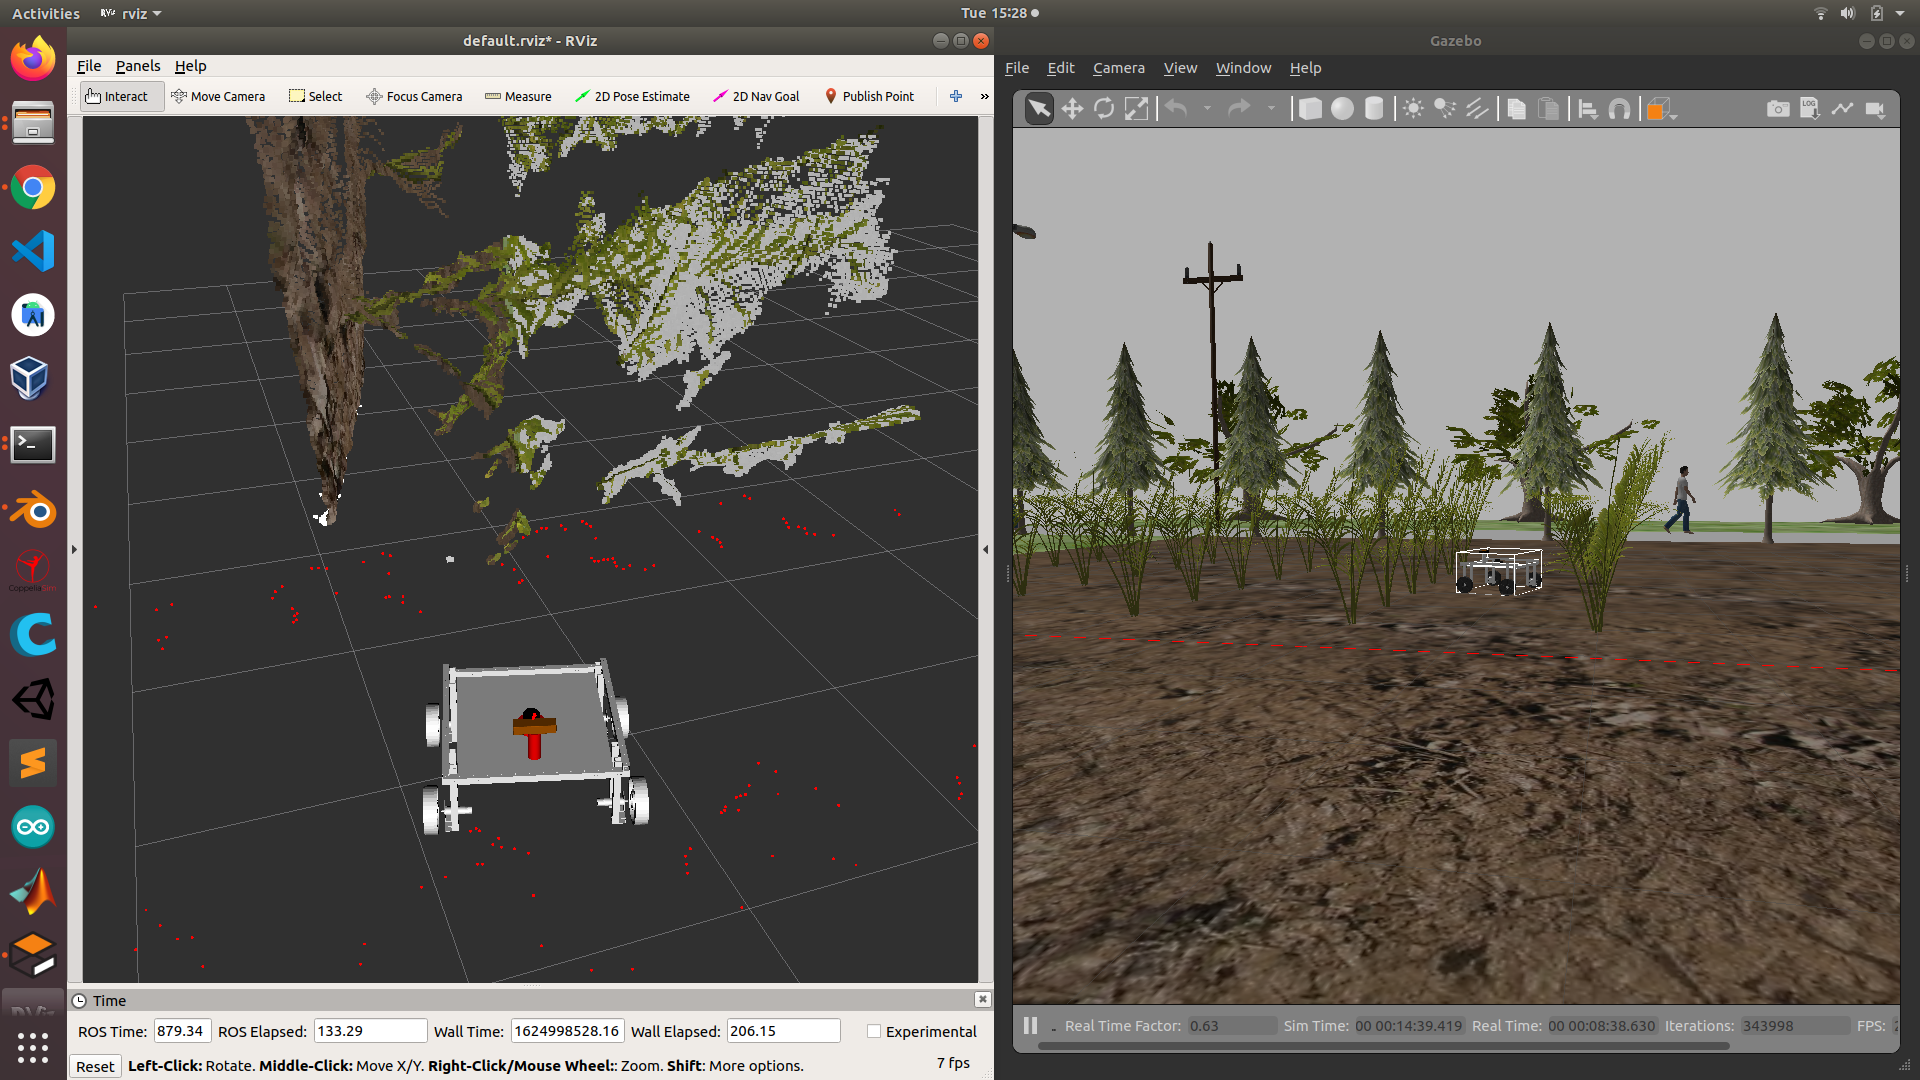 Activities
rviz
Tue 15:28
default.rviz* - RViz
File Panels Help
Interact Move Camera Select Focus Camera Measure 2D Pose Estimate 2D Nav Goal Publish Point »
Gazebo
File Edit Camera View Window Help
LOG
CoppeliaSim
Time
ROS Time: 879.34 ROS Elapsed: 133.29 Wall Time: 1624998528.16 Wall Elapsed: 206.15 Experimental
Reset Left-Click: Rotate. Middle-Click: Move X/Y. Right-Click/Mouse Wheel:: Zoom. Shift: More options. 7 fps
Real Time Factor: 0.63 Sim Time: 00 00:14:39.419 Real Time: 00 00:08:38.630 Iterations: 343998 FPS: